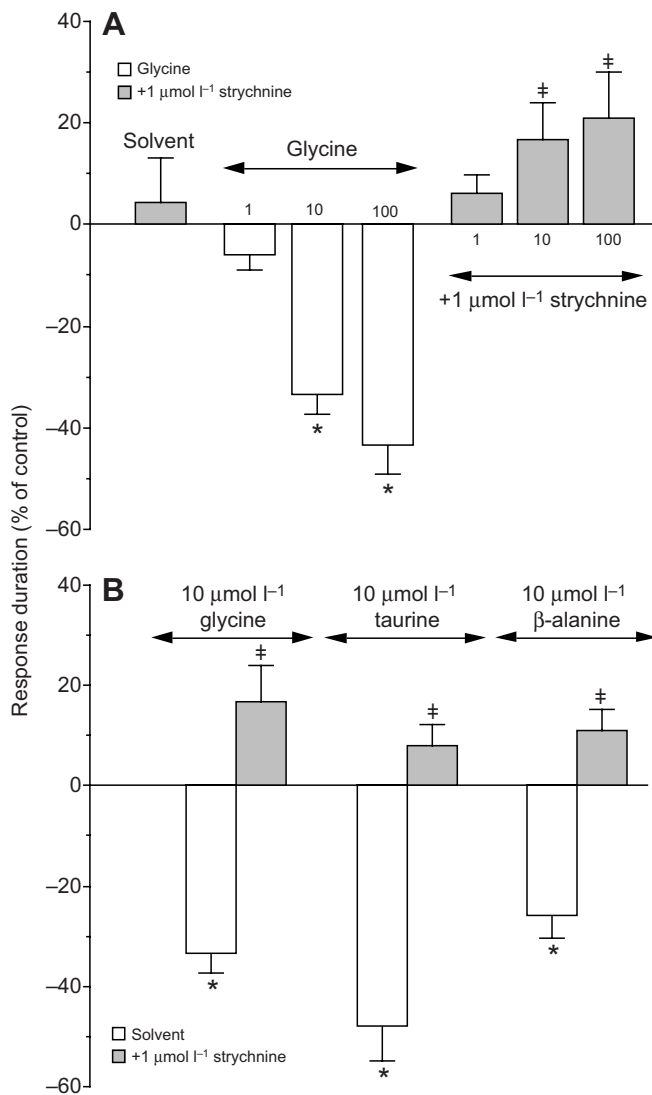 Response duration (% of control)
A
40
20
0
–20
–40
–60
Glycine
+1 μmol l⁻¹ strychnine
Solvent
Glycine
1
10
100
*
*
‡
‡
1
10
100
+1 μmol l⁻¹ strychnine
B
40
20
0
–20
–40
–60
10 μmol l⁻¹
glycine
10 μmol l⁻¹
taurine
10 μmol l⁻¹
β-alanine
‡
‡
‡
*
*
*
Solvent
+1 μmol l⁻¹ strychnine